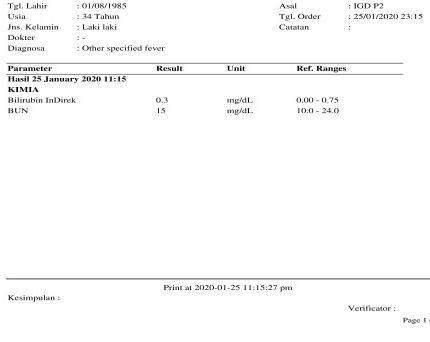 Tgl. Lahir : 01/08/1985 Asal : IGD P2
Usia : 34 Tahun Tgl. Order : 25/01/2020 23:15
Jns. Kelamin : Laki laki Catatan :
Dokter : -
Diagnosa : Other specified fever
Parameter Result Unit Ref. Ranges
Hasil 25 January 2020 11:15
KIMIA
Bilirubin InDirek 0.3 mg/dL 0.00 - 0.75
BUN 15 mg/dL 10.0 - 24.0
Print at 2020-01-25 11:15:27 pm
Kesimpulan :
Verificator :
Page 1